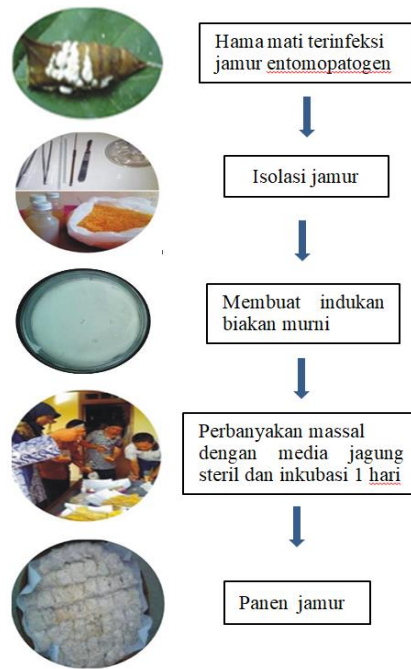 Hama mati terinfeksi
jamur entomopatogen
Isolasi jamur
Membuat indukan
biakan murni
Perbanyakan massal
dengan media jagung
steril dan inkubasi 1 hari
Panen jamur